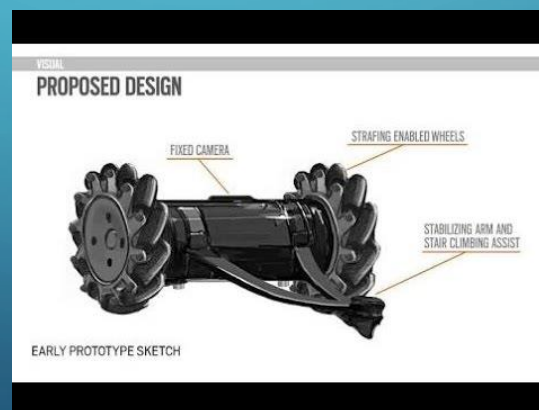 VISUAL
PROPOSED DESIGN
FIXED CAMERA
STRAFING ENABLED WHEELS
STABILIZING ARM AND
STAIR CLIMBING ASSIST
EARLY PROTOTYPE SKETCH